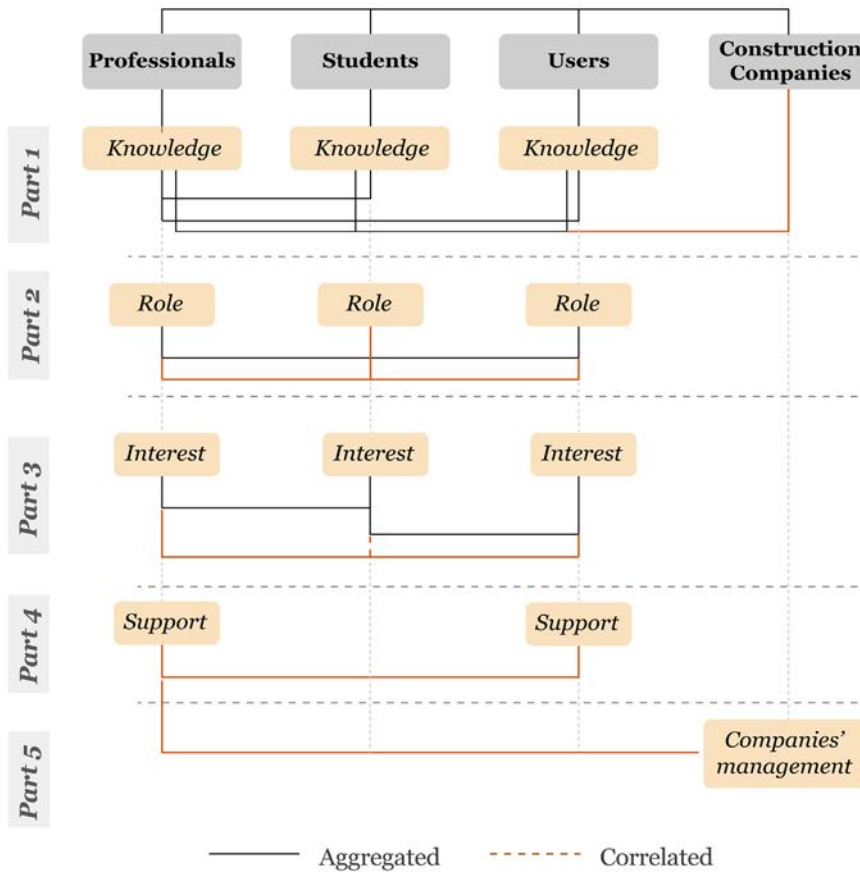 Professionals
Students
Users
Construction
Companies
Part 1
Knowledge
Knowledge
Knowledge
Part 2
Role
Role
Role
Part 3
Interest
Interest
Interest
Part 4
Support
Support
Part 5
Companies'
management
Aggregated
Correlated